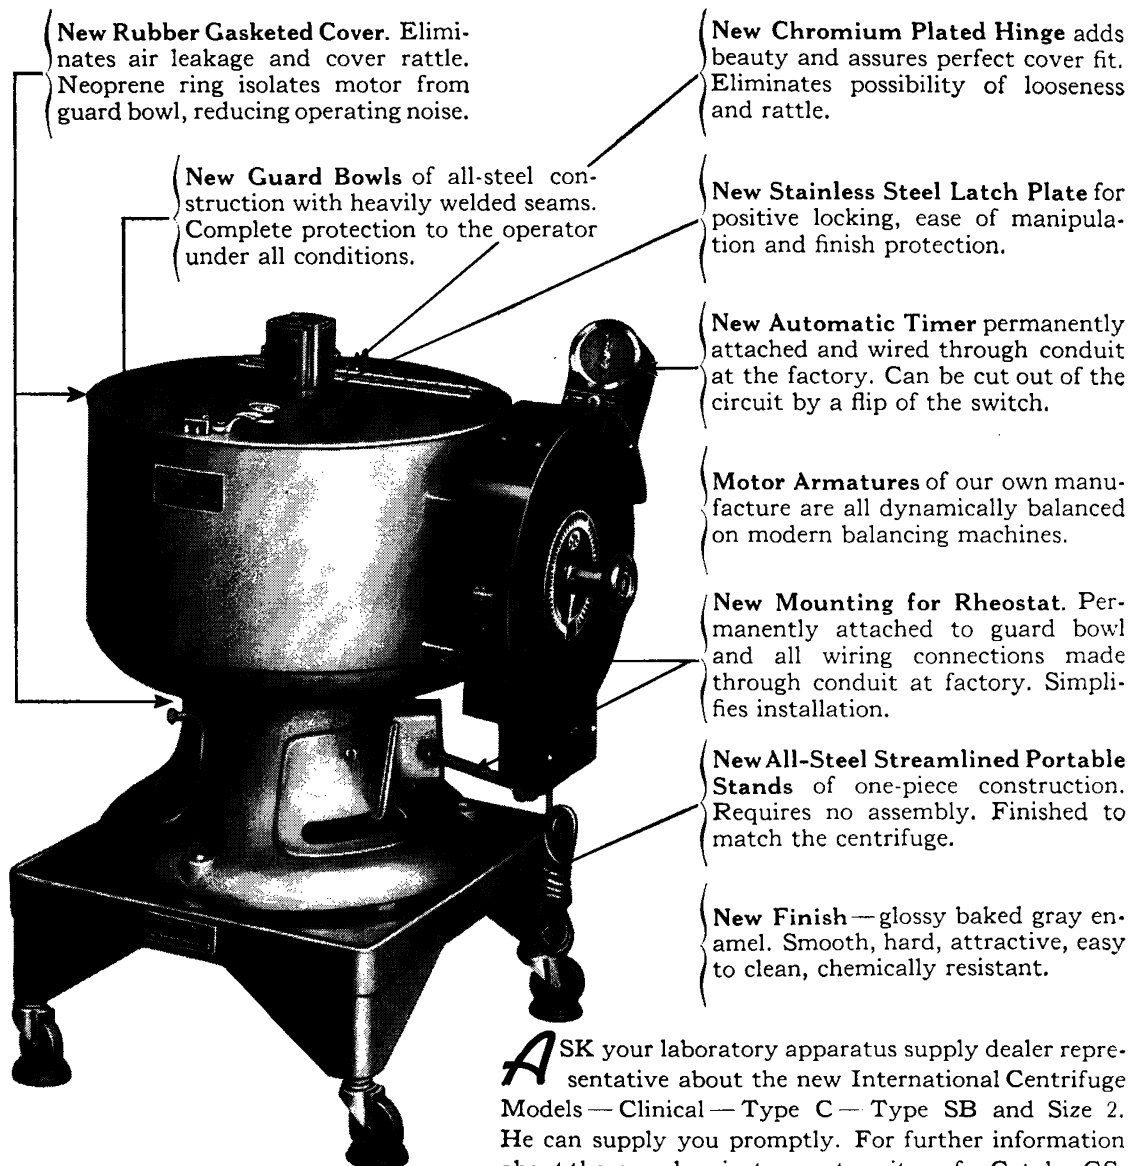 New Rubber Gasketed Cover. Elimi-
nates air leakage and cover rattle.
Neoprene ring isolates motor from
guard bowl, reducing operating noise.
New Guard Bowls of all-steel con-
struction with heavily welded seams.
Complete protection to the operator
under all conditions.
New Chromium Plated Hinge adds
beauty and assures perfect cover fit.
Eliminates possibility of looseness
and rattle.
New Stainless Steel Latch Plate for
positive locking, ease of manipula-
tion and finish protection.
New Automatic Timer permanently
attached and wired through conduit
at the factory. Can be cut out of the
circuit by a flip of the switch.
Motor Armatures of our own manu-
facture are all dynamically balanced
on modern balancing machines.
New Mounting for Rheostat. Per-
manently attached to guard bowl
and all wiring connections made
through conduit at factory. Simpli-
fies installation.
New All-Steel Streamlined Portable
Stands of one-piece construction.
Requires no assembly. Finished to
match the centrifuge.
New Finish—glossy baked gray en-
amel. Smooth, hard, attractive, easy
to clean, chemically resistant.
ASK your laboratory apparatus supply dealer repre-
sentative about the new International Centrifuge
Models—Clinical—Type C—Type SB and Size 2.
He can supply you promptly. For further information